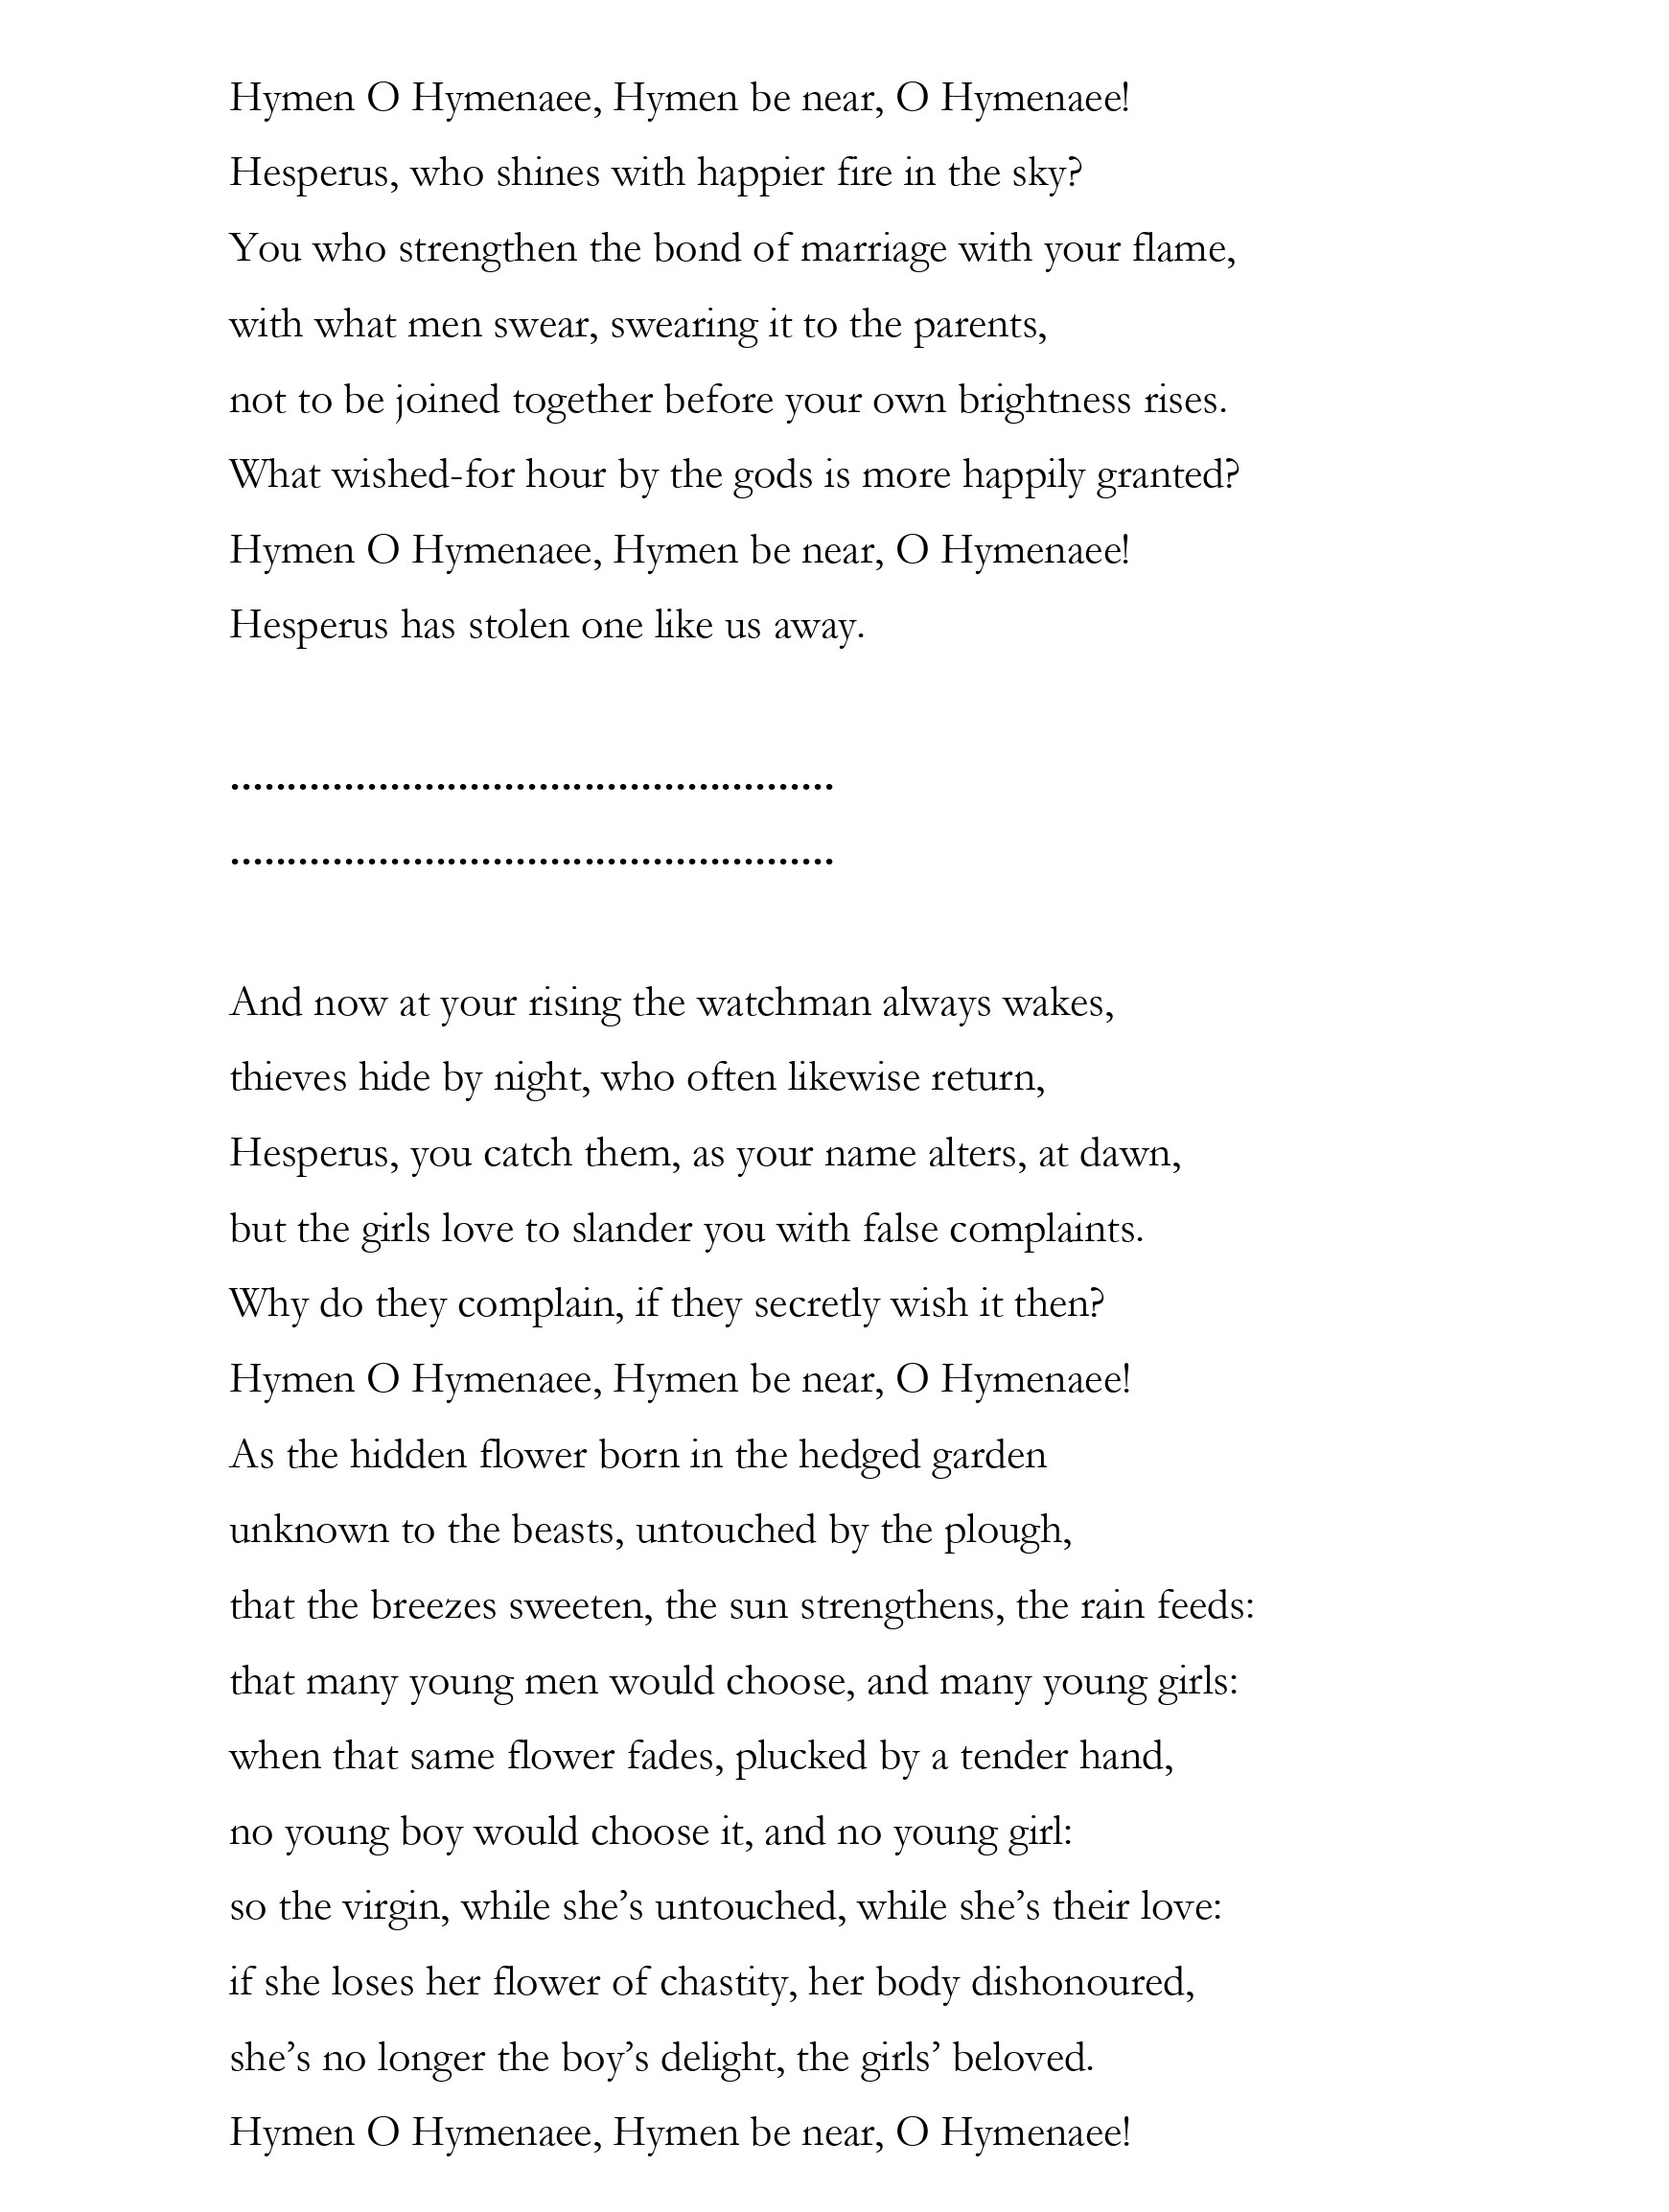 Hymen O Hymenaee, Hymen be near, O Hymenaee!
Hesperus, who shines with happier fire in the sky?
You who strengthen the bond of marriage with your flame,
with what men swear, swearing it to the parents,
not to be joined together before your own brightness rises.
What wished-for hour by the gods is more happily granted?
Hymen O Hymenaee, Hymen be near, O Hymenaee!
Hesperus has stolen one like us away.
....................................................
....................................................
And now at your rising the watchman always wakes,
thieves hide by night, who often likewise return,
Hesperus, you catch them, as your name alters, at dawn,
but the girls love to slander you with false complaints.
Why do they complain, if they secretly wish it then?
Hymen O Hymenaee, Hymen be near, O Hymenaee!
As the hidden flower born in the hedged garden
unknown to the beasts, untouched by the plough,
that the breezes sweeten, the sun strengthens, the rain feeds:
that many young men would choose, and many young girls:
when that same flower fades, plucked by a tender hand,
no young boy would choose it, and no young girl:
so the virgin, while she’s untouched, while she’s their love:
if she loses her flower of chastity, her body dishonoured,
she’s no longer the boy’s delight, the girls’ beloved.
Hymen O Hymenaee, Hymen be near, O Hymenaee!